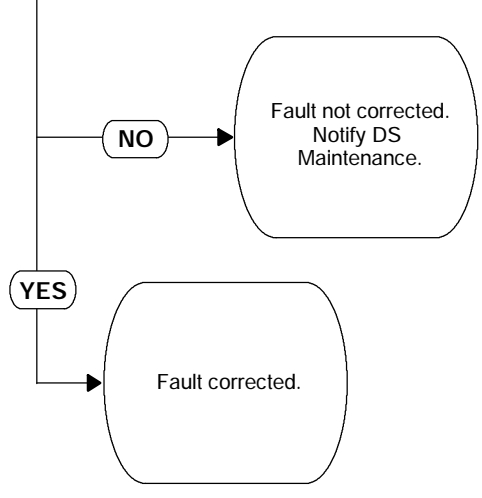 Fault not corrected.
Notify DS
Maintenance.
NO
YES
Fault corrected.